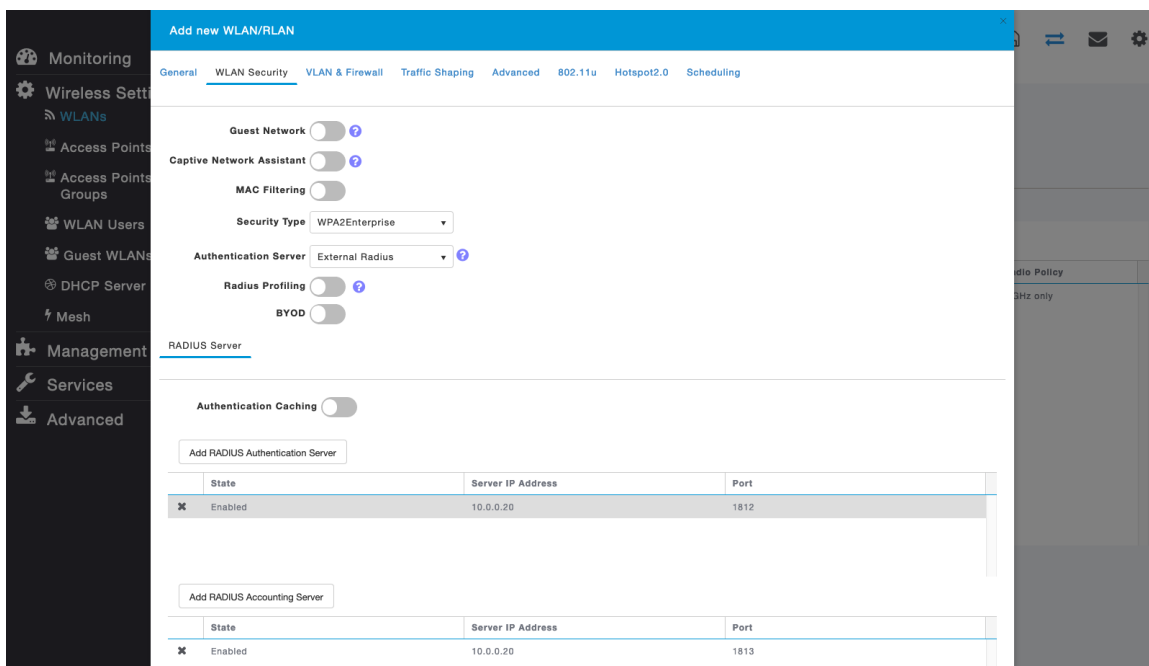 Add new WLAN/RLAN
×
Monitoring
Wireless Setti
WLANs
Access Points
Access Points
Groups
WLAN Users
Guest WLANs
DHCP Server
Mesh
Management
Services
Advanced
General WLAN Security VLAN & Firewall Traffic Shaping Advanced 802.11u Hotspot2.0 Scheduling
Guest Network ?
Captive Network Assistant ?
MAC Filtering
Security Type WPA2Enterprise
Authentication Server External Radius ?
Radius Profiling ?
BYOD
RADIUS Server
Authentication Caching
Add RADIUS Authentication Server
State Server IP Address Port
Enabled 10.0.0.20 1812
Add RADIUS Accounting Server
State Server IP Address Port
Enabled 10.0.0.20 1813
Policy
GHz only